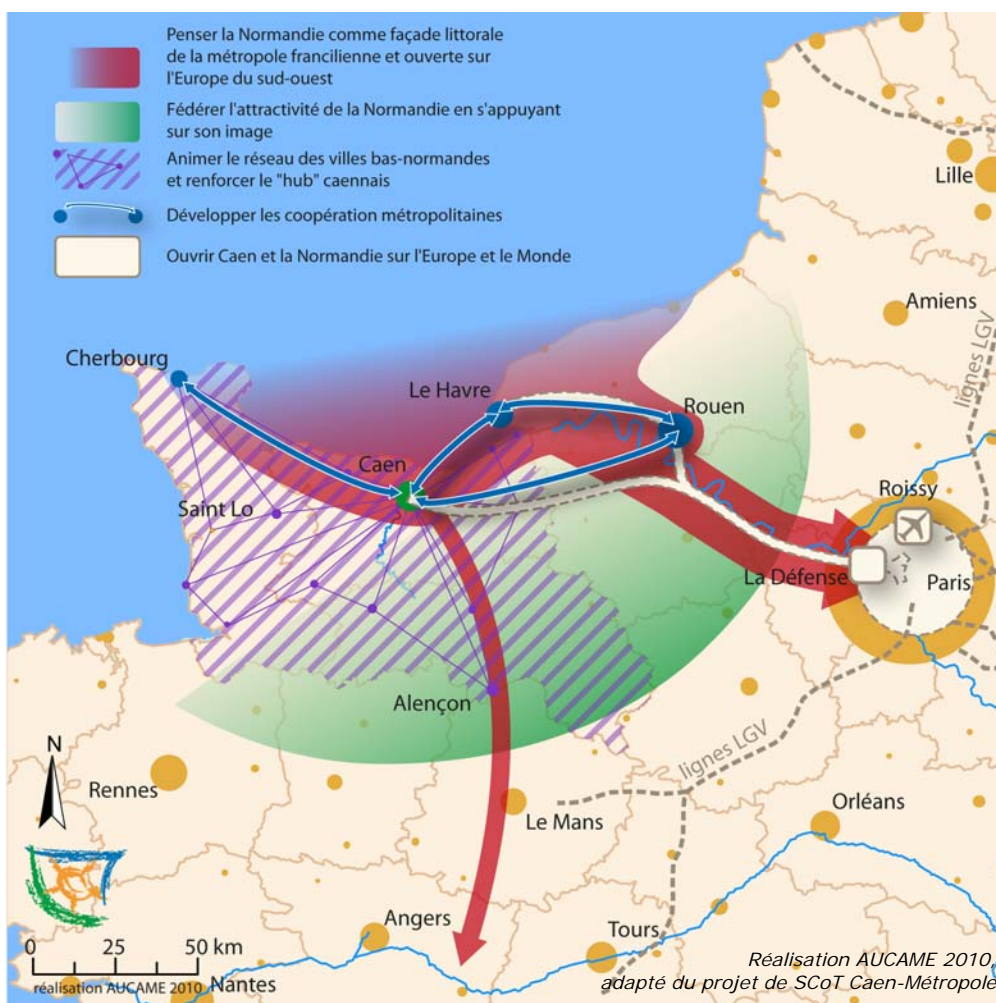 Penser la Normandie comme façade littorale
de la métropole francilienne et ouverte sur
l'Europe du sud-ouest
Fédérer l'attractivité de la Normandie en s'appuyant
sur son image
Animer le réseau des villes bas-normandes
et renforcer le "hub" caennais
Développer les coopération métropolitaines
Ouvrir Caen et la Normandie sur l'Europe et le Monde
Lille
Amiens
lignes LGV
Cherbourg
Le Havre
Rouen
Caen
Saint Lo
Roissy
La Défense
Paris
Alençon
lignes LGV
N
Rennes
Le Mans
Orléans
Angers
Tours
0 25 50 km
réalisation AUCAME 2010
Nantes
Réalisation AUCAME 2010,
adapté du projet de SCoT Caen-Métropole